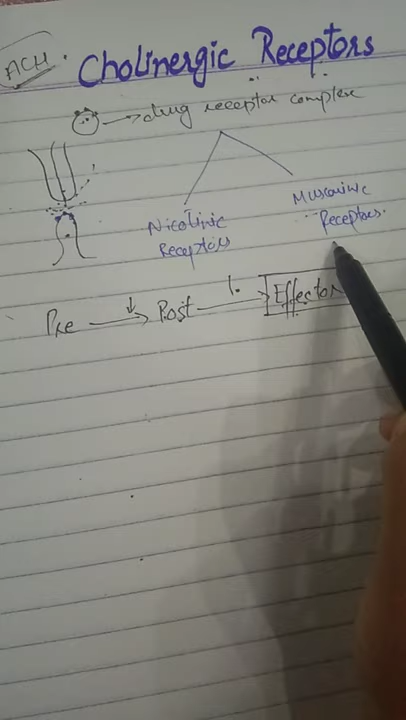 ACH.
Cholinergic Receptors
drug receptor complex
Nicotinic
Receptors
Muscarinic
Receptors.
Pre Post Effector